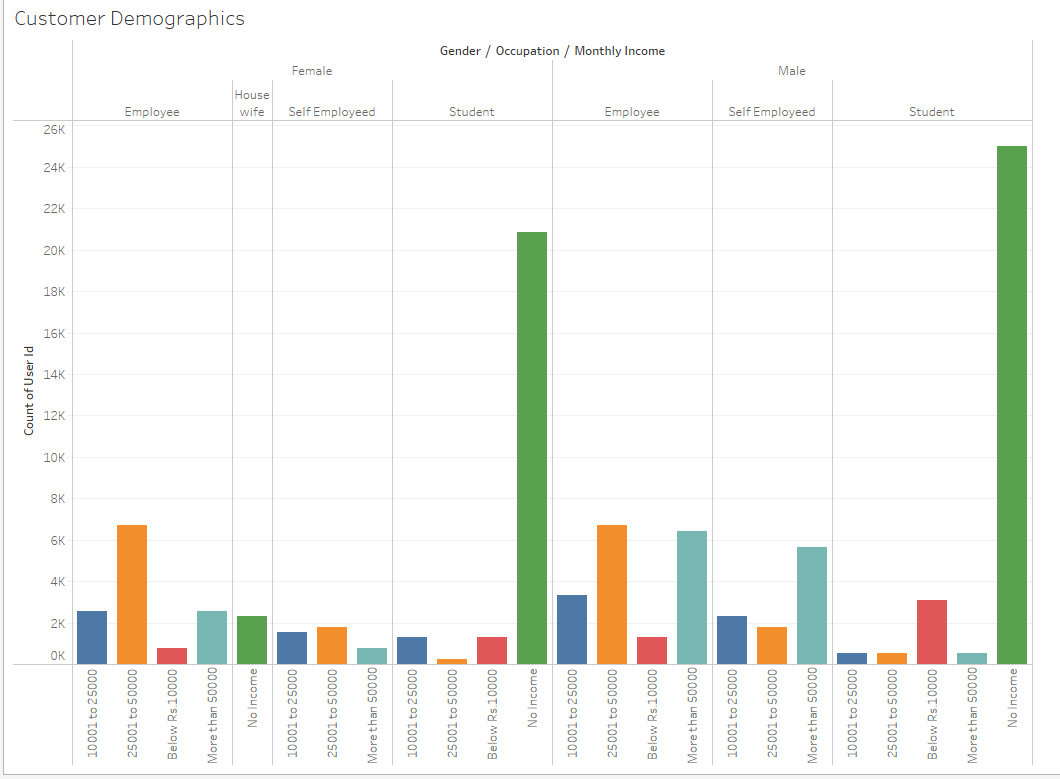 Customer Demographics
Gender / Occupation / Monthly Income
Female
Male
Employee
House
wife
Self Employeed
Student
Employee
Self Employeed
Student
26K
24K
22K
20K
18K
16K
14K
12K
10K
8K
6K
4K
2K
0K
Count of User Id
10001 to 25000
25001 to 50000
Below Rs.10000
More than 50000
No Income
10001 to 25000
25001 to 50000
More than 50000
10001 to 25000
25001 to 50000
Below Rs.10000
No Income
10001 to 25000
25001 to 50000
Below Rs.10000
More than 50000
10001 to 25000
25001 to 50000
More than 50000
10001 to 25000
25001 to 50000
Below Rs.10000
More than 50000
No Income